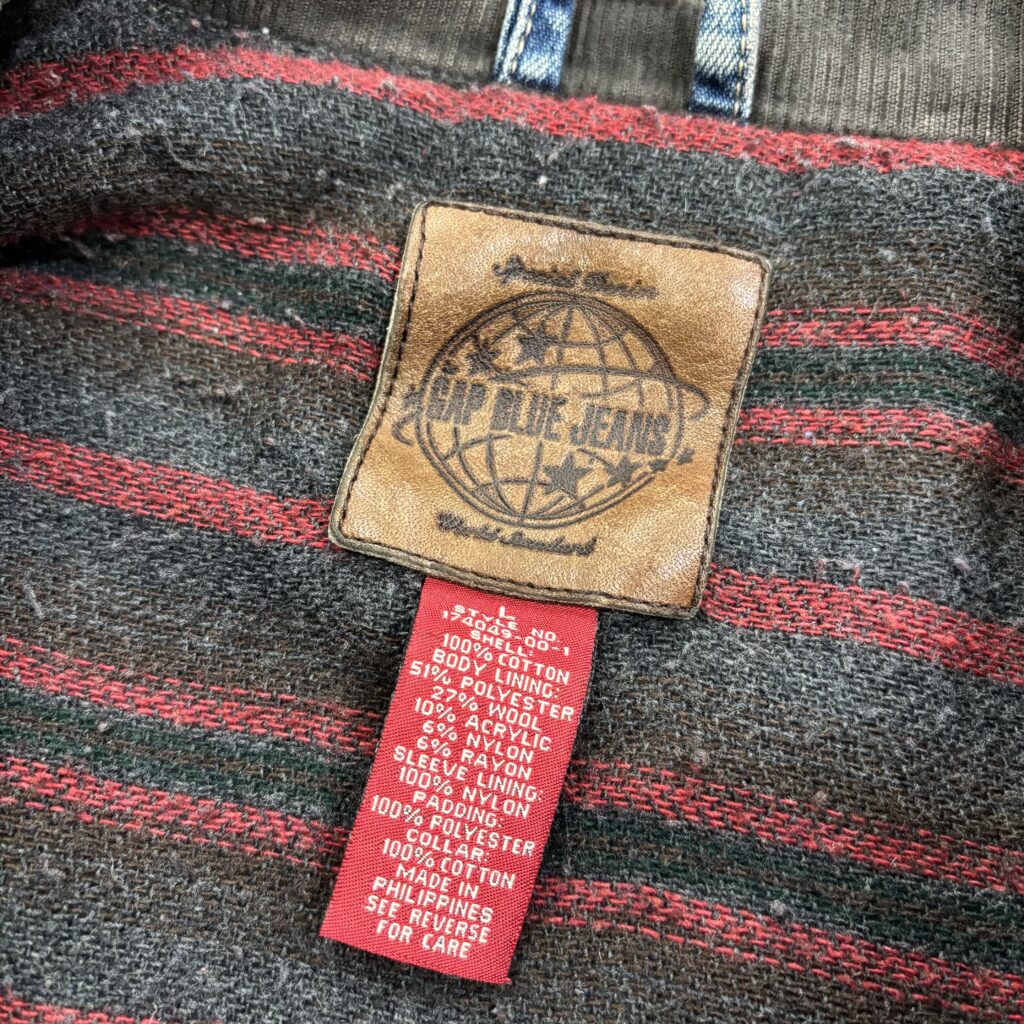 GAP BLUE JEANS
World Standard
L
STYLE NO.
174049-00-1
SHELL:
100% COTTON
BODY LINING:
51% POLYESTER
27% WOOL
10% ACRYLIC
6% NYLON
6% RAYON
SLEEVE LINING:
100% NYLON
PADDING:
100% POLYESTER
COLLAR:
100% COTTON
MADE IN
PHILIPPINES
SEE REVERSE
FOR CARE